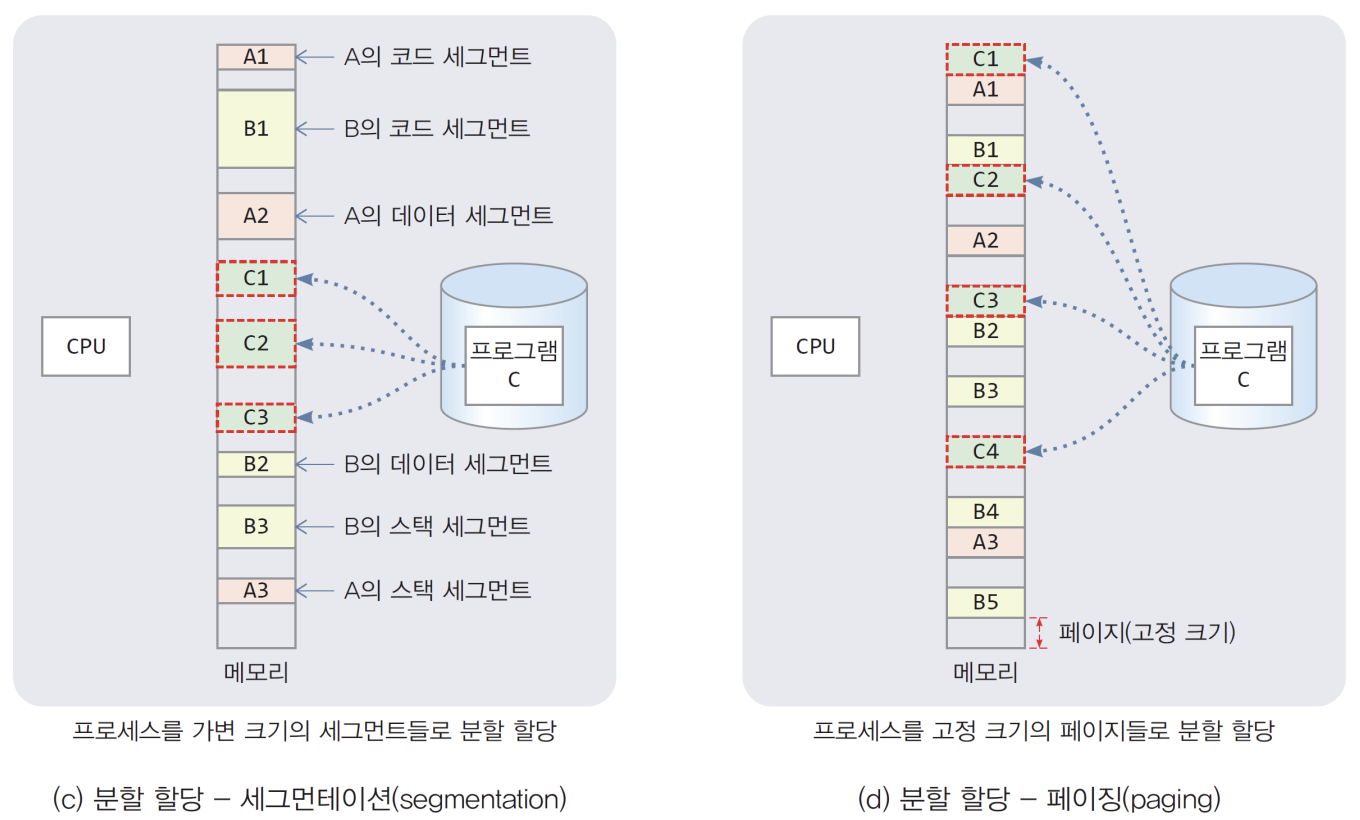 A1
A의 코드 세그먼트
B1
B의 코드 세그먼트
A2
A의 데이터 세그먼트
C1
C2
C3
CPU
프로그램
C
B2
B의 데이터 세그먼트
B3
B의 스택 세그먼트
A3
A의 스택 세그먼트
메모리
프로세스를 가변 크기의 세그먼트들로 분할 할당
(c) 분할 할당 – 세그먼테이션(segmentation)
C1
A1
B1
C2
A2
C3
B2
CPU
프로그램
C
B3
C4
B4
A3
B5
페이지(고정 크기)
메모리
프로세스를 고정 크기의 페이지들로 분할 할당
(d) 분할 할당 – 페이징(paging)